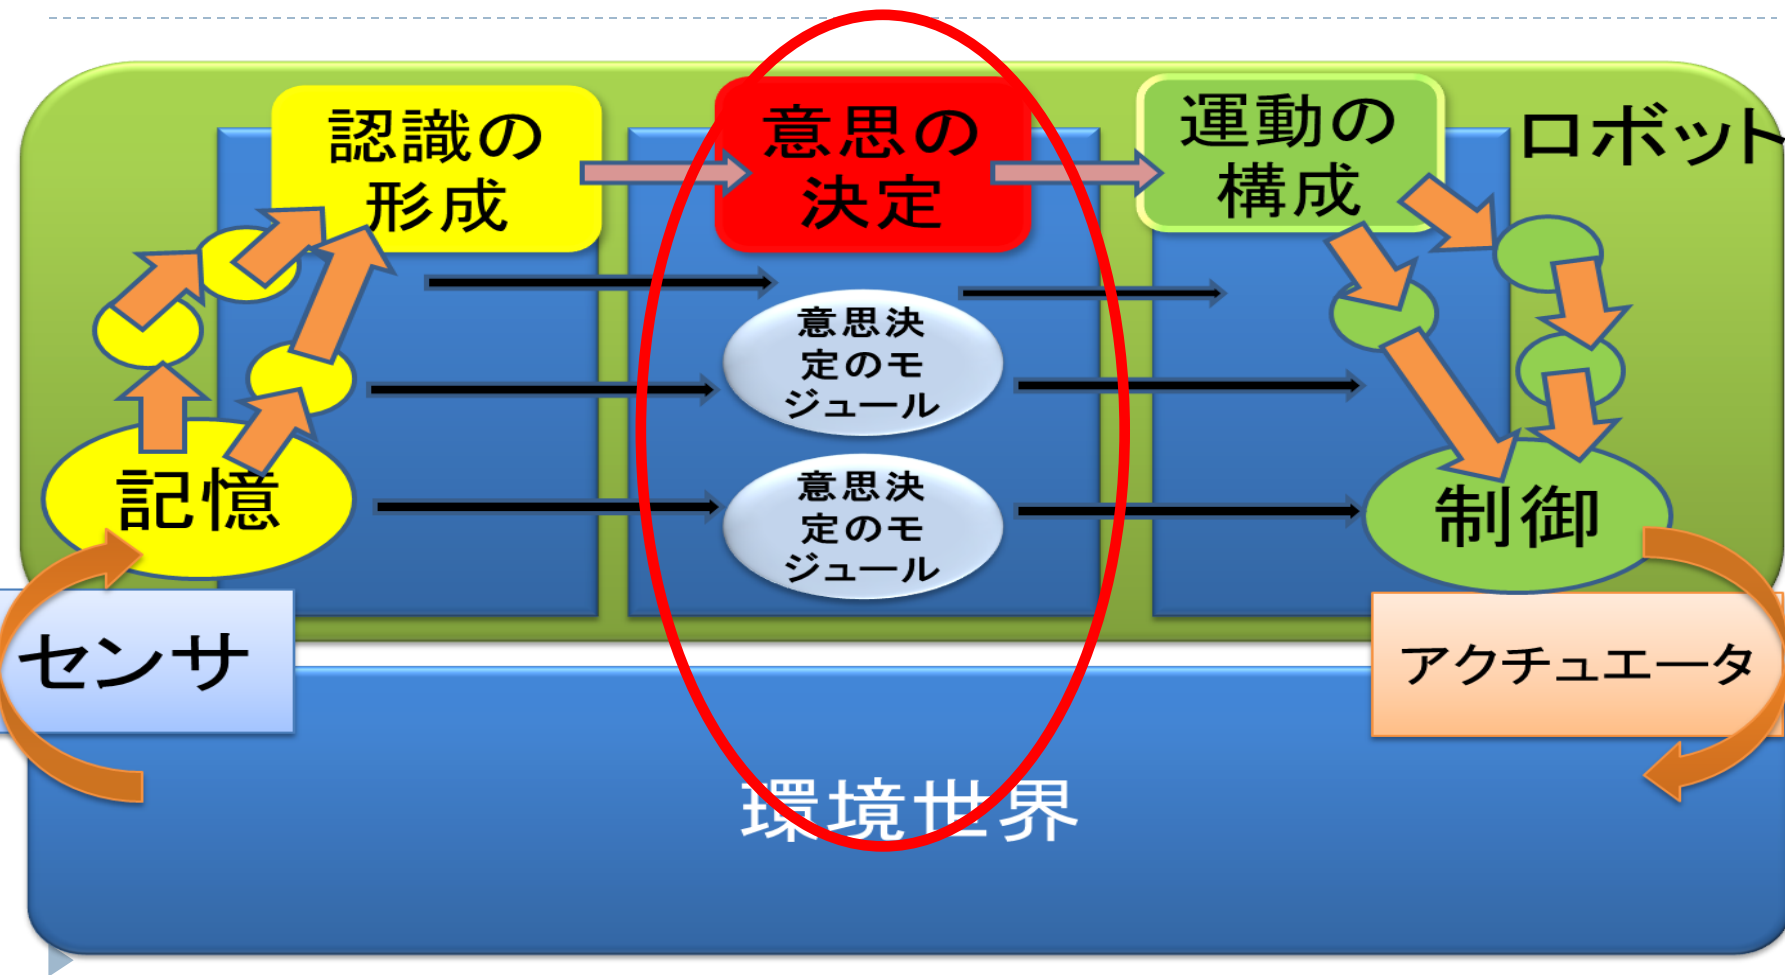 認識の
形成
意思の
決定
運動の
構成
ロボット
意思決
定のモ
ジュール
意思決
定のモ
ジュール
記憶
制御
センサ
アクチュエータ
環境世界